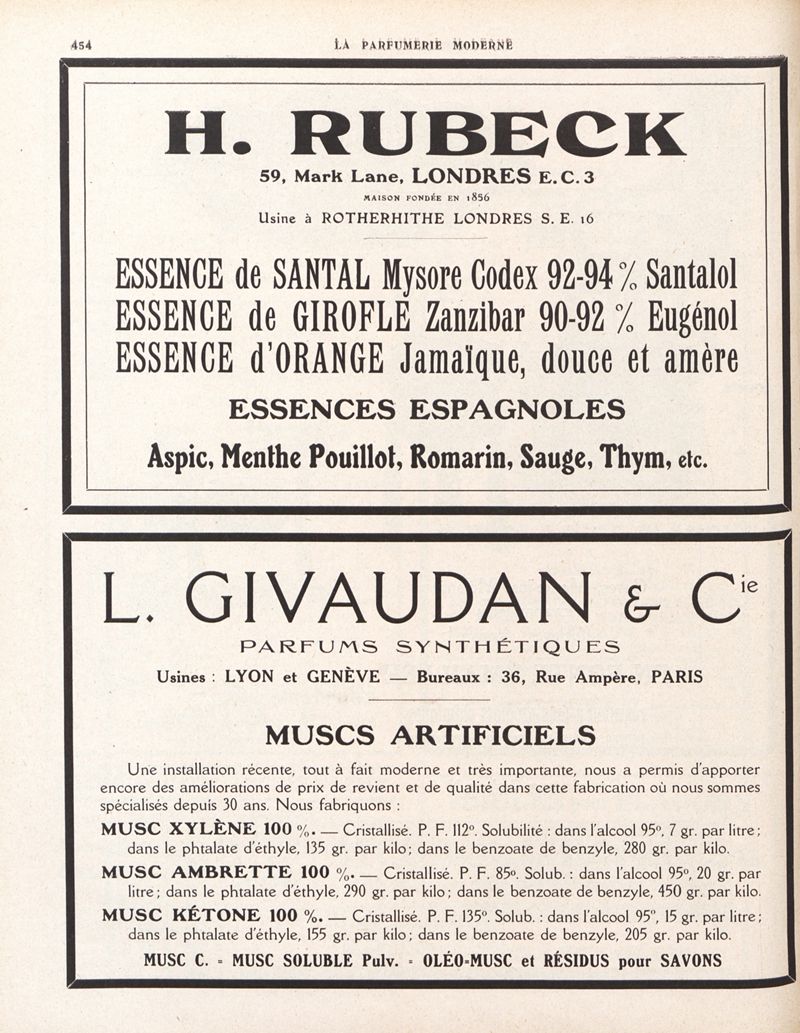 454
LA PARFUMERIE MODERNE
H. RUBECK
59, Mark Lane, LONDRES E.C.3
MAISON FONDÉE EN 1856
Usine à ROTHERHITHE LONDRES S. E. 16
ESSENCE de SANTAL Mysore Codex 92-94 % Santalol
ESSENCE de GIROFLE Zanzibar 90-92 % Eugénol
ESSENCE d'ORANGE Jamaïque, douce et amère
ESSENCES ESPAGNOLES
Aspic, Menthe Pouillot, Romarin, Sauge, Thym, etc.
L. GIVAUDAN & Cie
PARFUMS SYNTHÉTIQUES
Usines : LYON et GENÈVE — Bureaux : 36, Rue Ampère, PARIS
MUSCS ARTIFICIELS
Une installation récente, tout à fait moderne et très importante, nous a permis d'apporter
encore des améliorations de prix de revient et de qualité dans cette fabrication où nous sommes
spécialisés depuis 30 ans. Nous fabriquons :
MUSC XYLÈNE 100 %. — Cristallisé. P. F. 112º. Solubilité : dans l'alcool 95º, 7 gr. par litre ;
dans le phtalate d'éthyle, 135 gr. par kilo ; dans le benzoate de benzyle, 280 gr. par kilo.
MUSC AMBRETTE 100 %. — Cristallisé. P. F. 85º. Solub. : dans l'alcool 95º, 20 gr. par
litre ; dans le phtalate d'éthyle, 290 gr. par kilo ; dans le benzoate de benzyle, 450 gr. par kilo.
MUSC KÉTONE 100 %. — Cristallisé. P. F. 135º. Solub. : dans l'alcool 95º, 15 gr. par litre ;
dans le phtalate d'éthyle, 155 gr. par kilo ; dans le benzoate de benzyle, 205 gr. par kilo.
MUSC C. = MUSC SOLUBLE Pulv. = OLÉO=MUSC et RÉSIDUS pour SAVONS